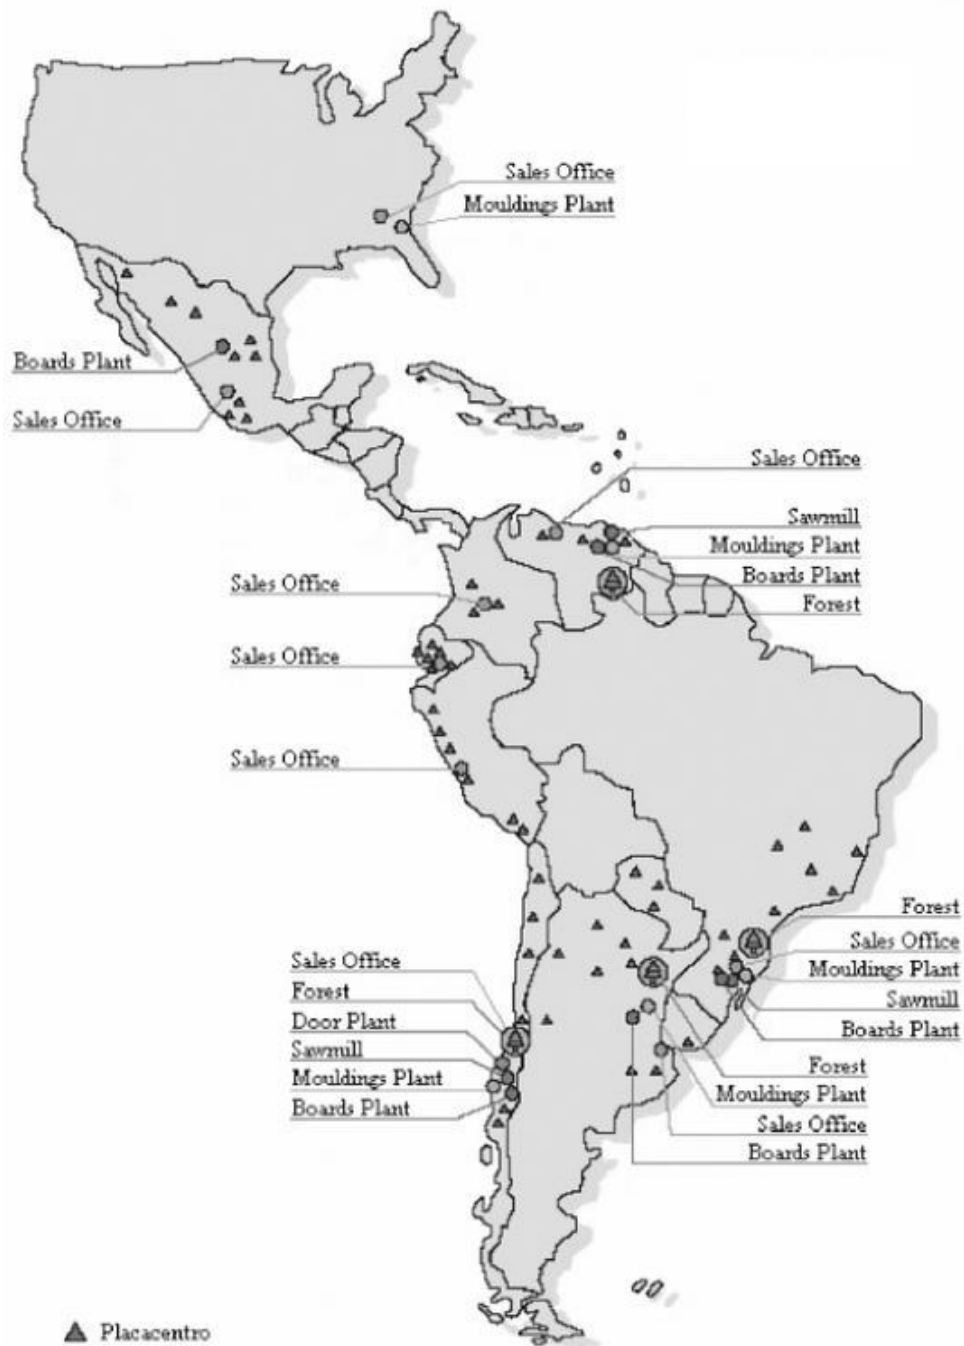 Sales Office
Mouldings Plant
Boards Plant
Sales Office
Sales Office
Sawmill
Mouldings Plant
Boards Plant
Forest
Sales Office
Sales Office
Sales Office
Forest
Sales Office
Mouldings Plant
Sawmill
Boards Plant
Sales Office
Forest
Door Plant
Sawmill
Mouldings Plant
Boards Plant
Forest
Mouldings Plant
Sales Office
Boards Plant
Placacentro